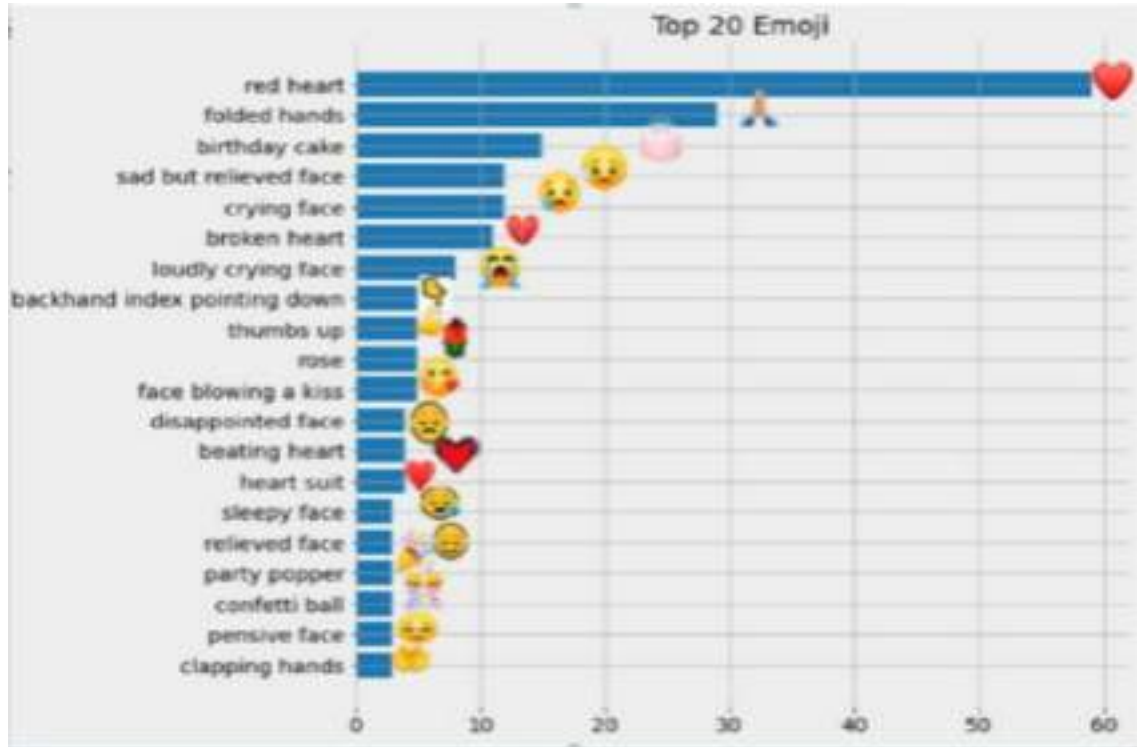 Top 20 Emoji
red heart
folded hands
birthday cake
sad but relieved face
crying face
broken heart
loudly crying face
backhand index pointing down
thumbs up
rose
face blowing a kiss
disappointed face
beating heart
heart suit
sleepy face
relieved face
party popper
confetti ball
pensive face
clapping hands
0 10 20 30 40 50 60